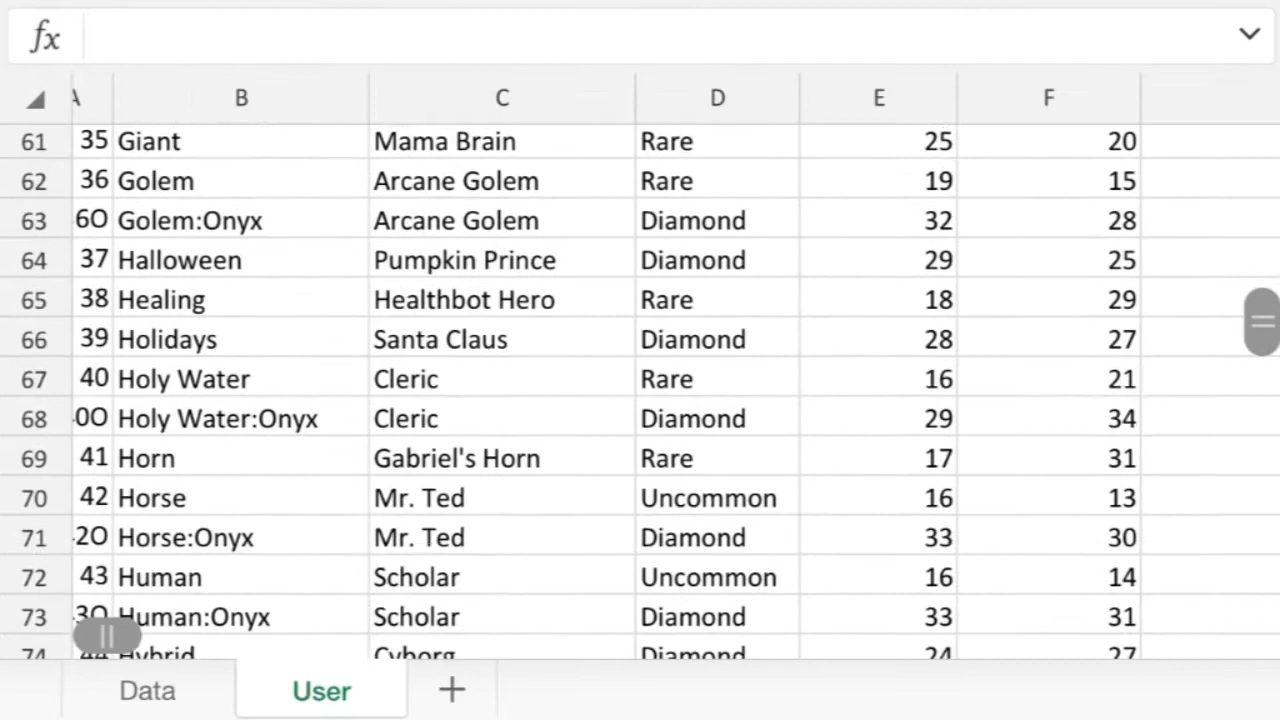 fx
A B C D E F
61 35 Giant Mama Brain Rare 25 20
62 36 Golem Arcane Golem Rare 19 15
63 6O Golem:Onyx Arcane Golem Diamond 32 28
64 37 Halloween Pumpkin Prince Diamond 29 25
65 38 Healing Healthbot Hero Rare 18 29
66 39 Holidays Santa Claus Diamond 28 27
67 40 Holy Water Cleric Rare 16 21
68 0O Holy Water:Onyx Cleric Diamond 29 34
69 41 Horn Gabriel's Horn Rare 17 31
70 42 Horse Mr. Ted Uncommon 16 13
71 2O Horse:Onyx Mr. Ted Diamond 33 30
72 43 Human Scholar Uncommon 16 14
73 3O Human:Onyx Scholar Diamond 33 31
74 44 Hybrid Cyborg Diamond 24 27
Data User +